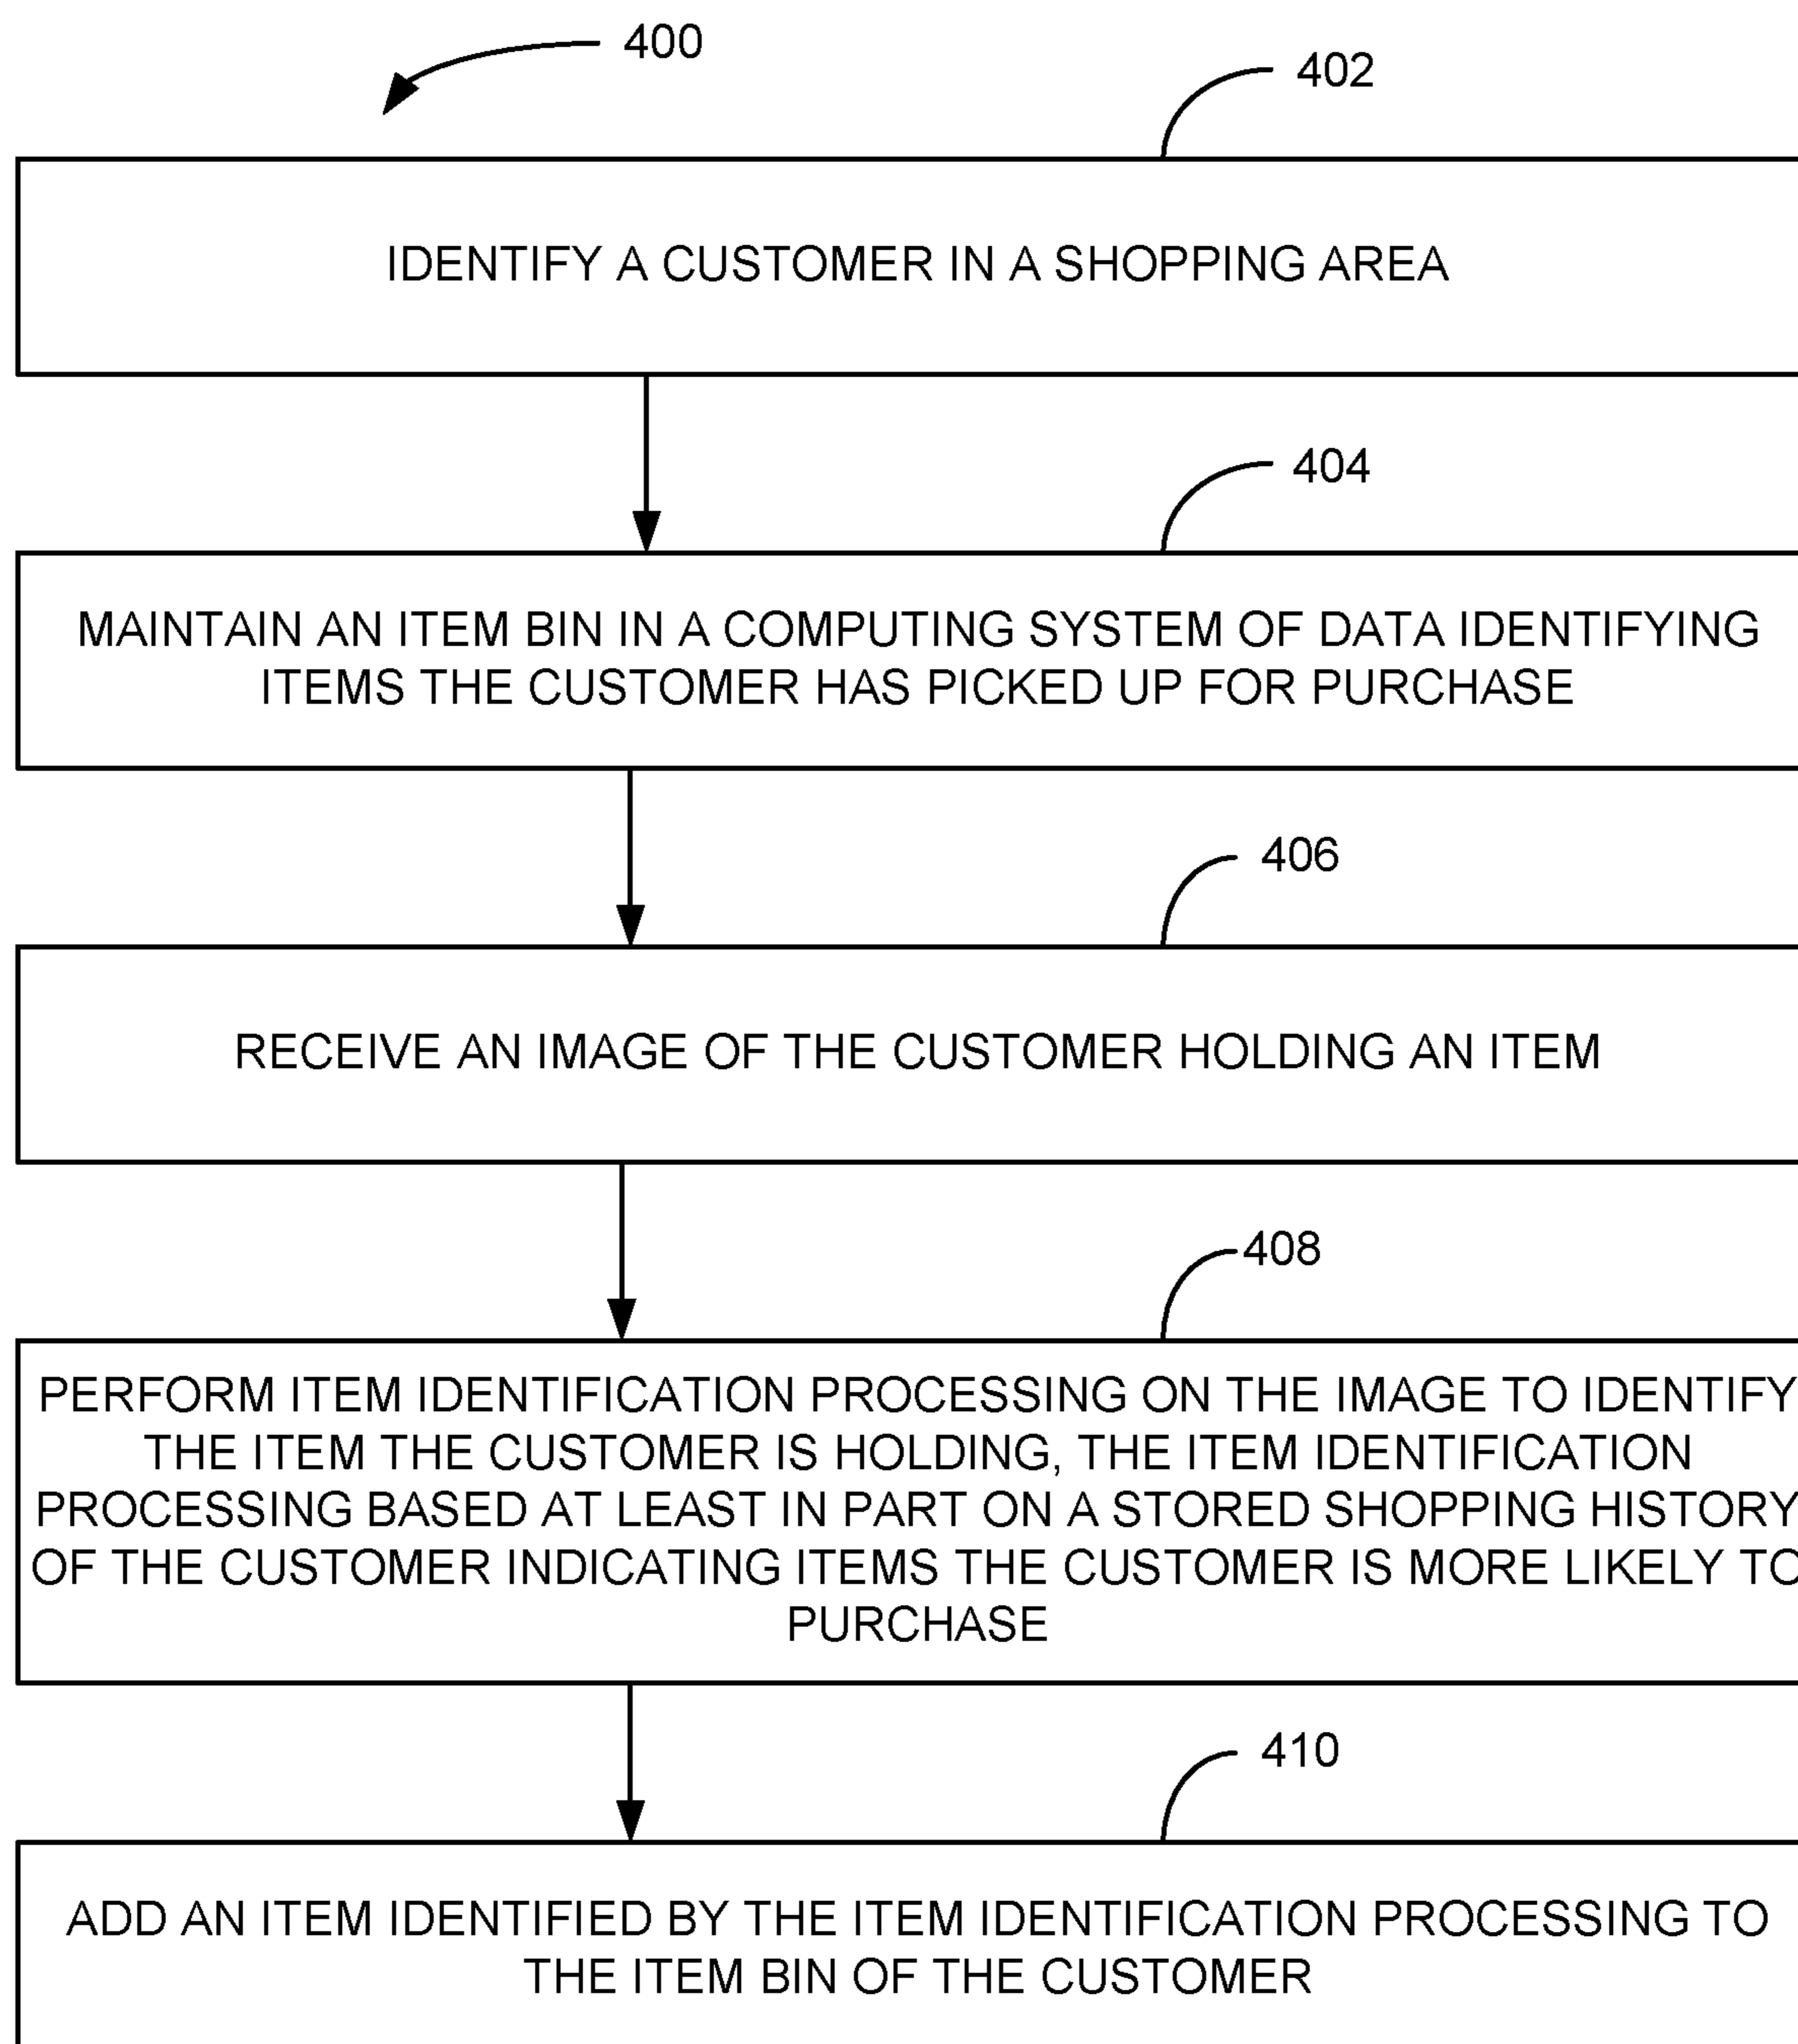 400
402
IDENTIFY A CUSTOMER IN A SHOPPING AREA
404
MAINTAIN AN ITEM BIN IN A COMPUTING SYSTEM OF DATA IDENTIFYING
ITEMS THE CUSTOMER HAS PICKED UP FOR PURCHASE
406
RECEIVE AN IMAGE OF THE CUSTOMER HOLDING AN ITEM
408
PERFORM ITEM IDENTIFICATION PROCESSING ON THE IMAGE TO IDENTIFY
THE ITEM THE CUSTOMER IS HOLDING, THE ITEM IDENTIFICATION
PROCESSING BASED AT LEAST IN PART ON A STORED SHOPPING HISTORY
OF THE CUSTOMER INDICATING ITEMS THE CUSTOMER IS MORE LIKELY TO
PURCHASE
410
ADD AN ITEM IDENTIFIED BY THE ITEM IDENTIFICATION PROCESSING TO
THE ITEM BIN OF THE CUSTOMER